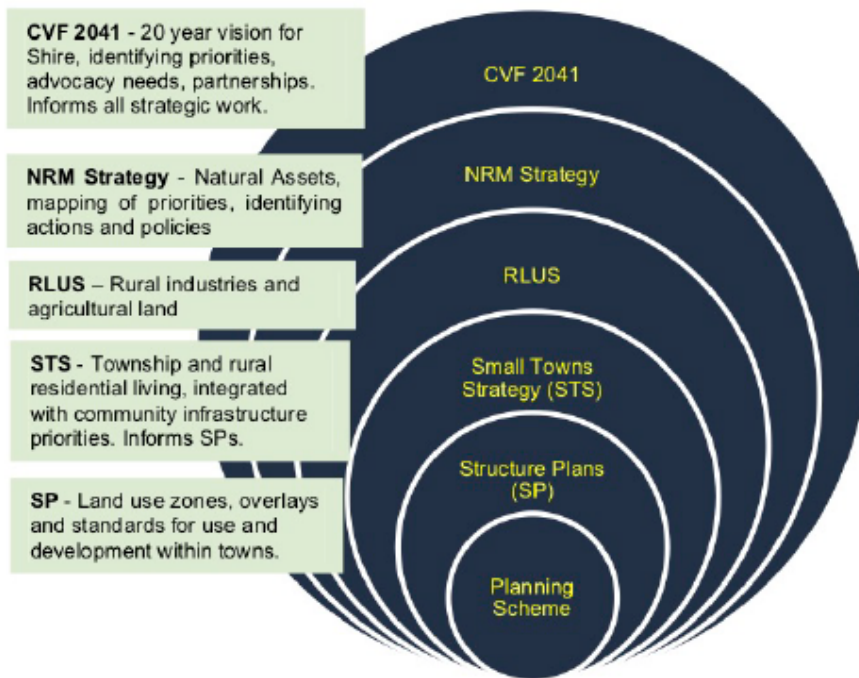 CVF 2041 - 20 year vision for
Shire, identifying priorities,
advocacy needs, partnerships.
Informs all strategic work.
NRM Strategy - Natural Assets,
mapping of priorities, identifying
actions and policies
RLUS – Rural industries and
agricultural land
STS - Township and rural
residential living, integrated
with community infrastructure
priorities. Informs SPs.
SP - Land use zones, overlays
and standards for use and
development within towns.
CVF 2041
NRM Strategy
RLUS
Small Towns
Strategy (STS)
Structure Plans
(SP)
Planning
Scheme